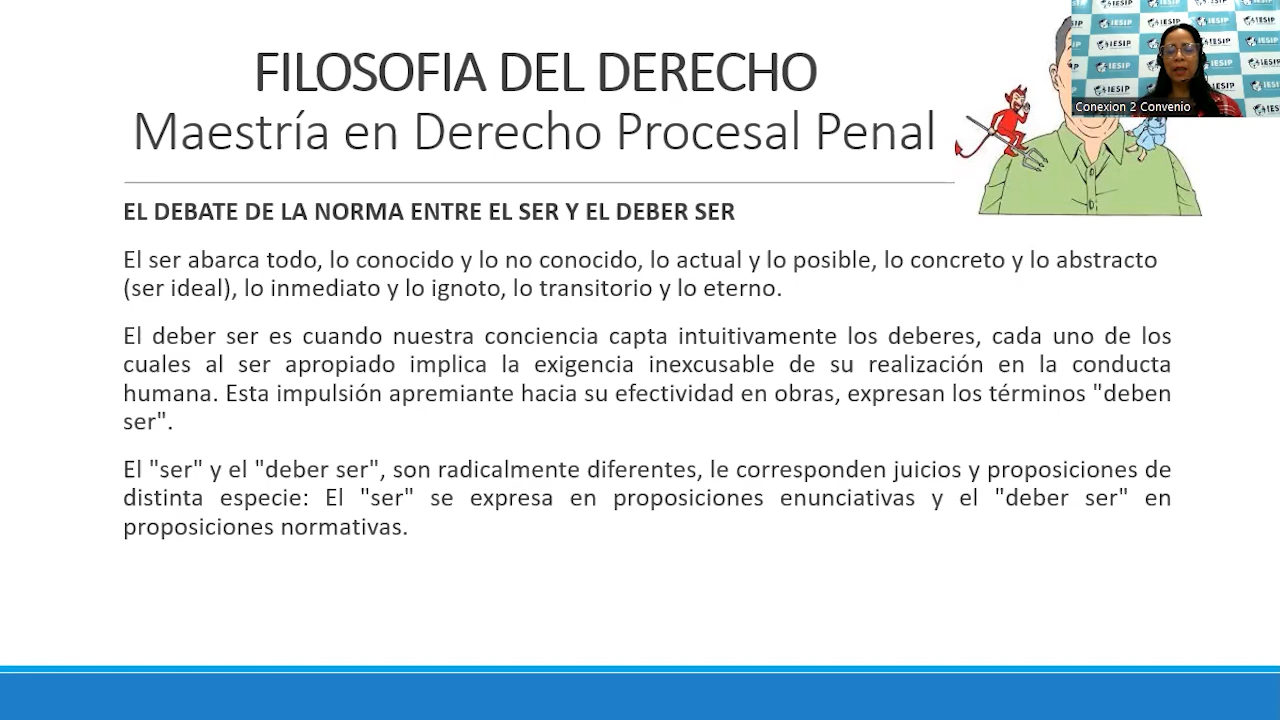 FILOSOFIA DEL DERECHO
Maestría en Derecho Procesal Penal
EL DEBATE DE LA NORMA ENTRE EL SER Y EL DEBER SER
El ser abarca todo, lo conocido y lo no conocido, lo actual y lo posible, lo concreto y lo abstracto
(ser ideal), lo inmediato y lo ignoto, lo transitorio y lo eterno.
El deber ser es cuando nuestra conciencia capta intuitivamente los deberes, cada uno de los
cuales al ser apropiado implica la exigencia inexcusable de su realización en la conducta
humana. Esta impulsión apremiante hacia su efectividad en obras, expresan los términos "deben
ser".
El "ser" y el "deber ser", son radicalmente diferentes, le corresponden juicios y proposiciones de
distinta especie: El "ser" se expresa en proposiciones enunciativas y el "deber ser" en
proposiciones normativas.
IESIP
Conexion 2 Convenio